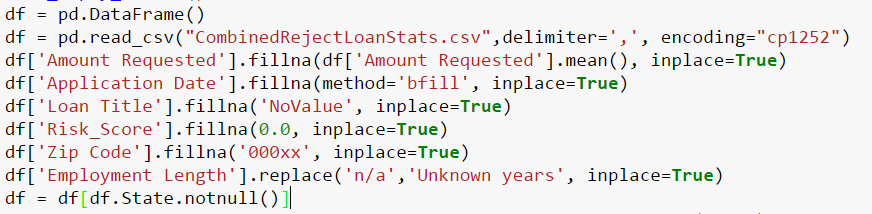 df = pd.DataFrame()
df = pd.read_csv("CombinedRejectLoanStats.csv",delimiter=',', encoding="cp1252")
df['Amount Requested'].fillna(df['Amount Requested'].mean(), inplace=True)
df['Application Date'].fillna(method='bfill', inplace=True)
df['Loan Title'].fillna('NoValue', inplace=True)
df['Risk_Score'].fillna(0.0, inplace=True)
df['Zip Code'].fillna('000xx', inplace=True)
df['Employment Length'].replace('n/a','Unknown years', inplace=True)
df = df[df.State.notnull()]